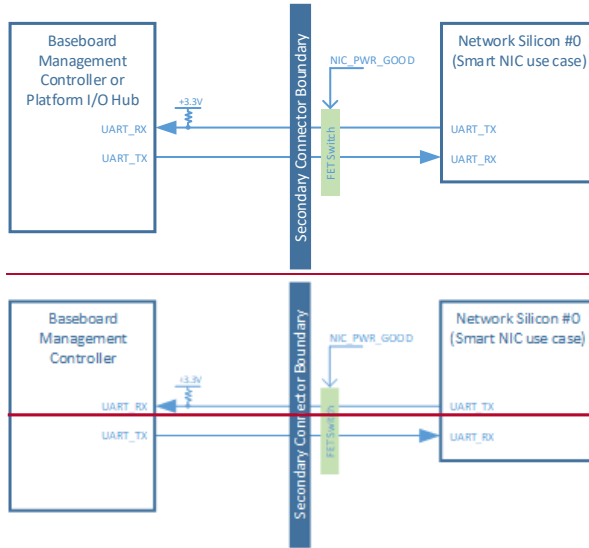 Baseboard
Management
Controller or
Platform I/O Hub
+3.3V
UART_RX
UART_TX
Secondary Connector Boundary
NIC_PWR_GOOD
FET Switch
Network Silicon #0
(Smart NIC use case)
UART_TX
UART_RX
Baseboard
Management
Controller
+3.3V
UART_RX
UART_TX
Secondary Connector Boundary
NIC_PWR_GOOD
FET Switch
Network Silicon #0
(Smart NIC use case)
UART_TX
UART_RX